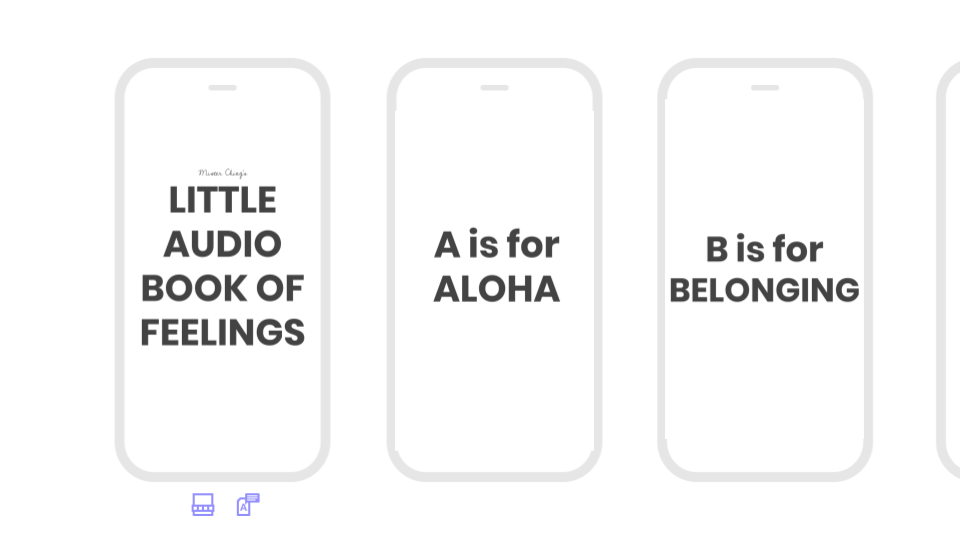 Mister Ching's
LITTLE
AUDIO
BOOK OF
FEELINGS
A is for
ALOHA
B is for
BELONGING
A